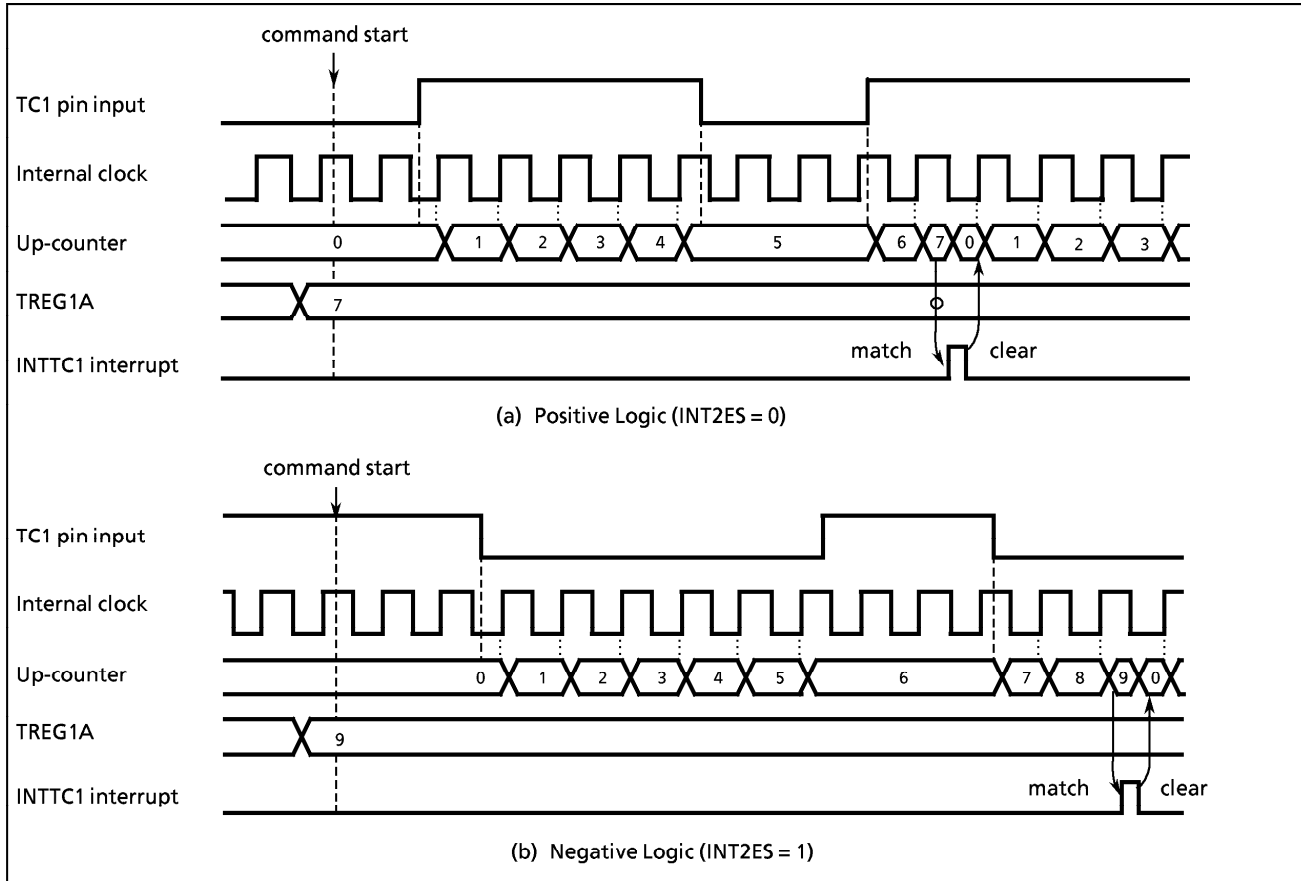 command start
TC1 pin input
Internal clock
Up-counter 0 1 2 3 4 5 6 7 0 1 2 3
TREG1A 7
match clear
INTTC1 interrupt
(a) Positive Logic (INT2ES = 0)
command start
TC1 pin input
Internal clock
Up-counter 0 1 2 3 4 5 6 7 8 9 0
TREG1A 9
match clear
INTTC1 interrupt
(b) Negative Logic (INT2ES = 1)